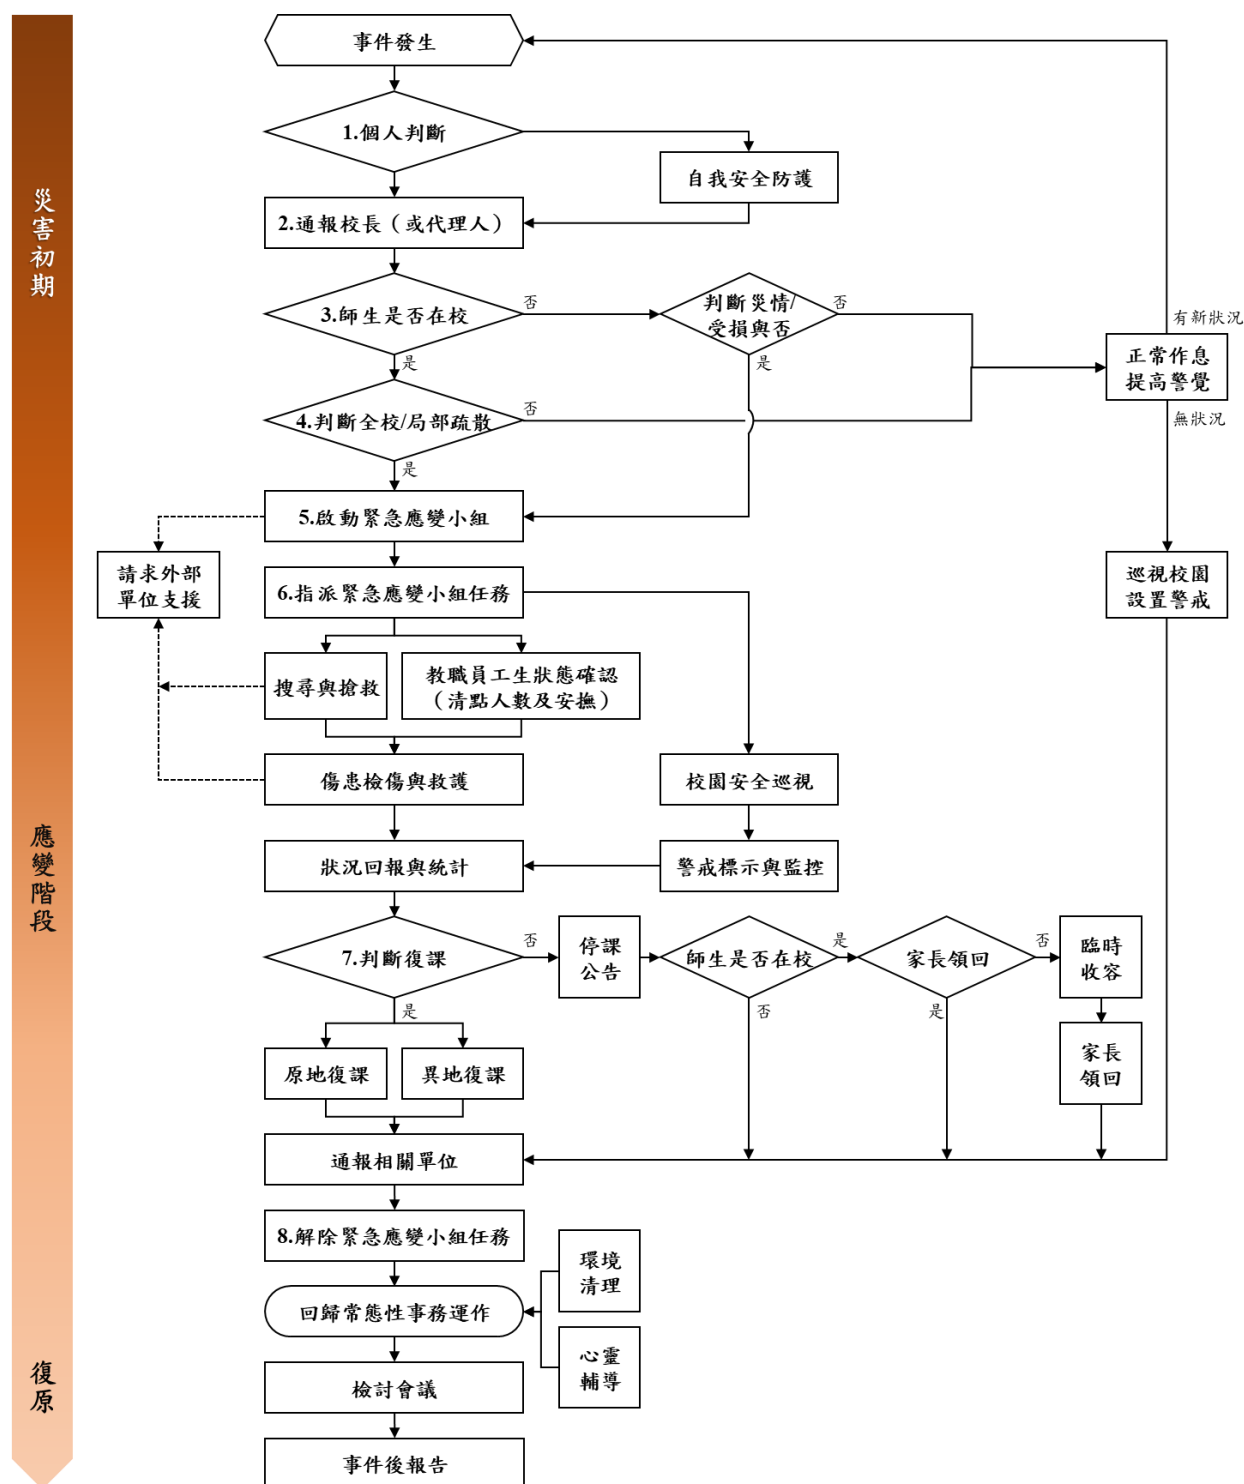 災害初期
應變階段
復原
事件發生
1.個人判斷
自我安全防護
2.通報校長（或代理人）
3.師生是否在校
否
是
判斷災情/
受損與否
否
是
有新狀況
正常作息
提高警覺
無狀況
4.判斷全校/局部疏散
否
是
5.啟動緊急應變小組
請求外部
單位支援
6.指派緊急應變小組任務
巡視校園
設置警戒
搜尋與搶救
教職員工生狀態確認
（清點人數及安撫）
傷患檢傷與救護
校園安全巡視
狀況回報與統計
警戒標示與監控
7.判斷復課
否
是
停課
公告
師生是否在校
是
否
家長領回
否
是
臨時
收容
家長
領回
原地復課
異地復課
通報相關單位
8.解除緊急應變小組任務
環境
清理
回歸常態性事務運作
心靈
輔導
檢討會議
事件後報告